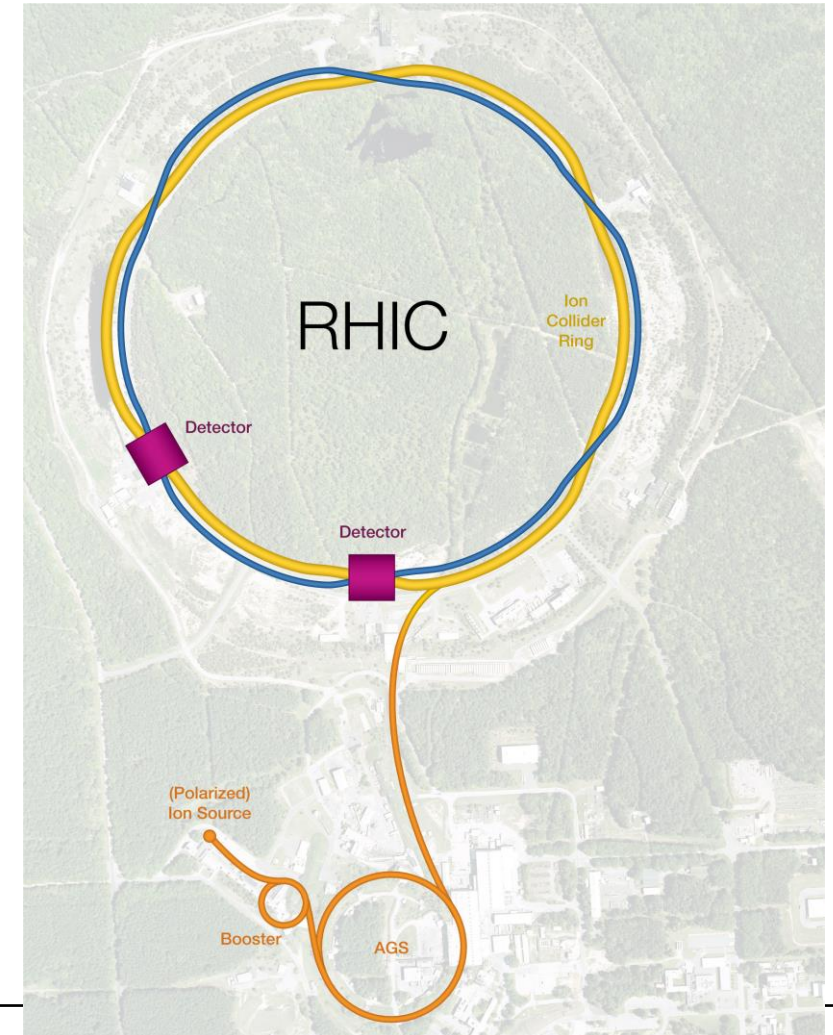 RHIC
Ion
Collider
Ring
Detector
Detector
(Polarized)
Ion Source
Booster
AGS